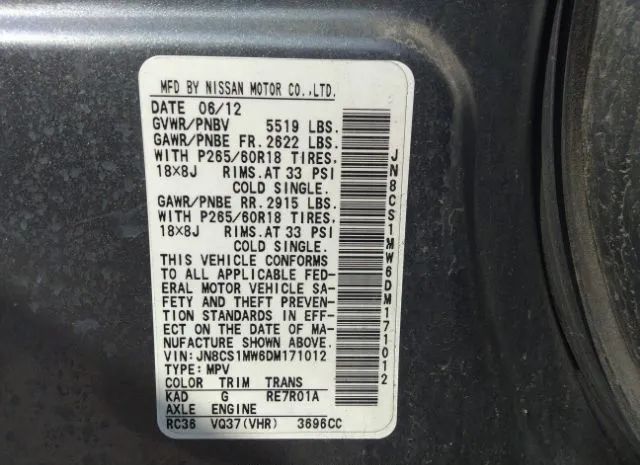 MFD BY NISSAN MOTOR CO.,LTD.
DATE 06/12
GVWR/PNBV 5519 LBS.
GAWR/PNBE FR. 2622 LBS.
WITH P265/60R18 TIRES,
18×8J RIMS. AT 33 PSI
COLD SINGLE.
GAWR/PNBE RR. 2915 LBS.
WITH P265/60R18 TIRES,
18×8J RIMS. AT 33 PSI
COLD SINGLE.
THIS VEHICLE CONFORMS
TO ALL APPLICABLE FED-
ERAL MOTOR VEHICLE SA-
FETY AND THEFT PREVEN-
TION STANDARDS IN EFF-
ECT ON THE DATE OF MA-
NUFACTURE SHOWN ABOVE.
VIN: JN8CS1MW6DM171012
TYPE: MPV
COLOR TRIM TRANS
KAD G RE7R01A
AXLE ENGINE
RC36 VQ37(VHR) 3696CC
JN8CS1MW6DM171012